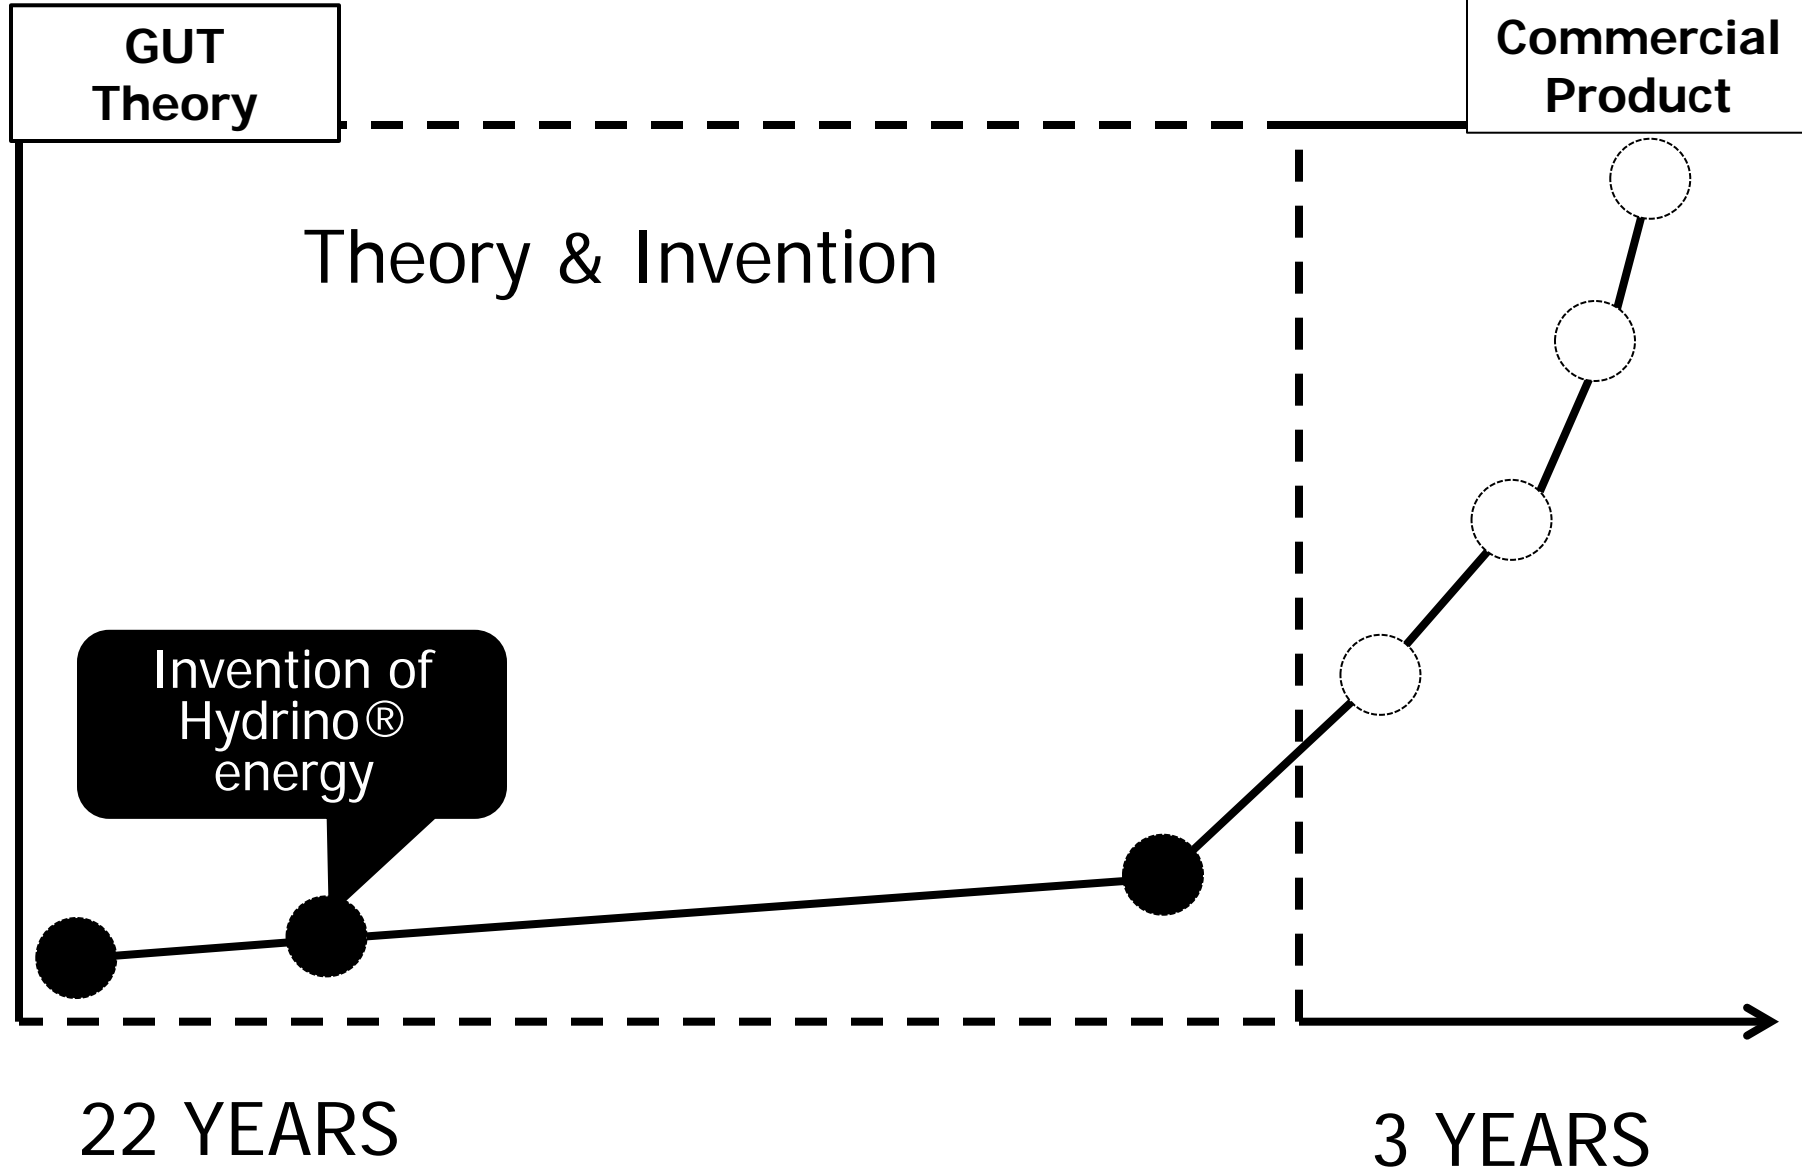 GUT
Theory
Commercial
Product
Theory & Invention
Invention of
Hydrino®
energy
22 YEARS
3 YEARS